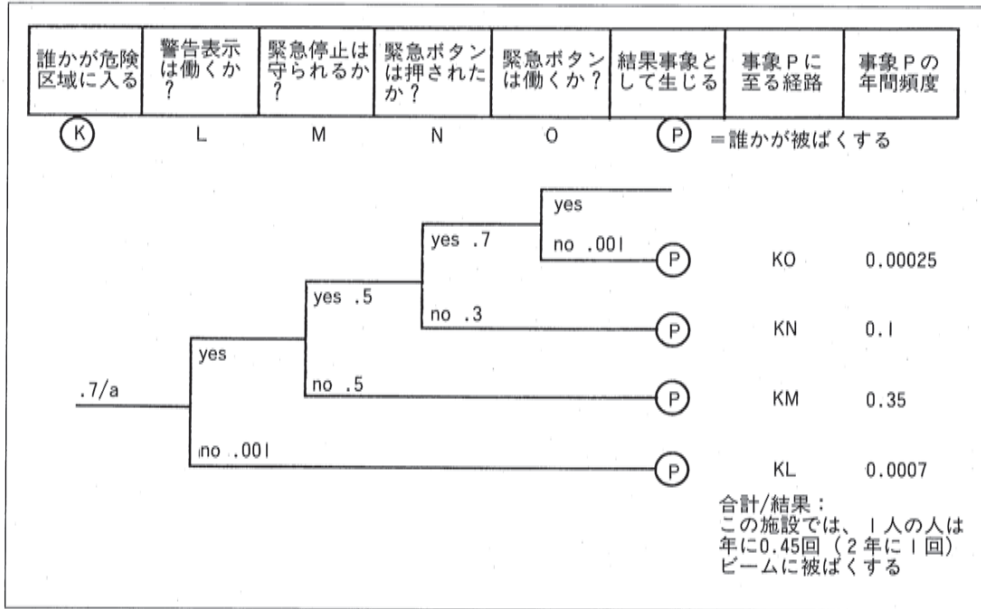 誰かが危険
区域に入る
警告表示
は働くか
?
緊急停止は
守られるか
?
緊急ボタン
は押された
か?
緊急ボタン
は働くか?
結果事象と
して生じる
事象Pに
至る経路
事象Pの
年間頻度
K
L
M
N
O
P =誰かが被ばくする
yes
yes .7
no .001
P
KO
0.00025
yes .5
no .3
P
KN
0.1
yes
no .5
P
KM
0.35
.7/a
no .001
P
KL
0.0007
合計/結果:
この施設では、1人の人は
年に0.45回(2年に1回)
ビームに被ばくする